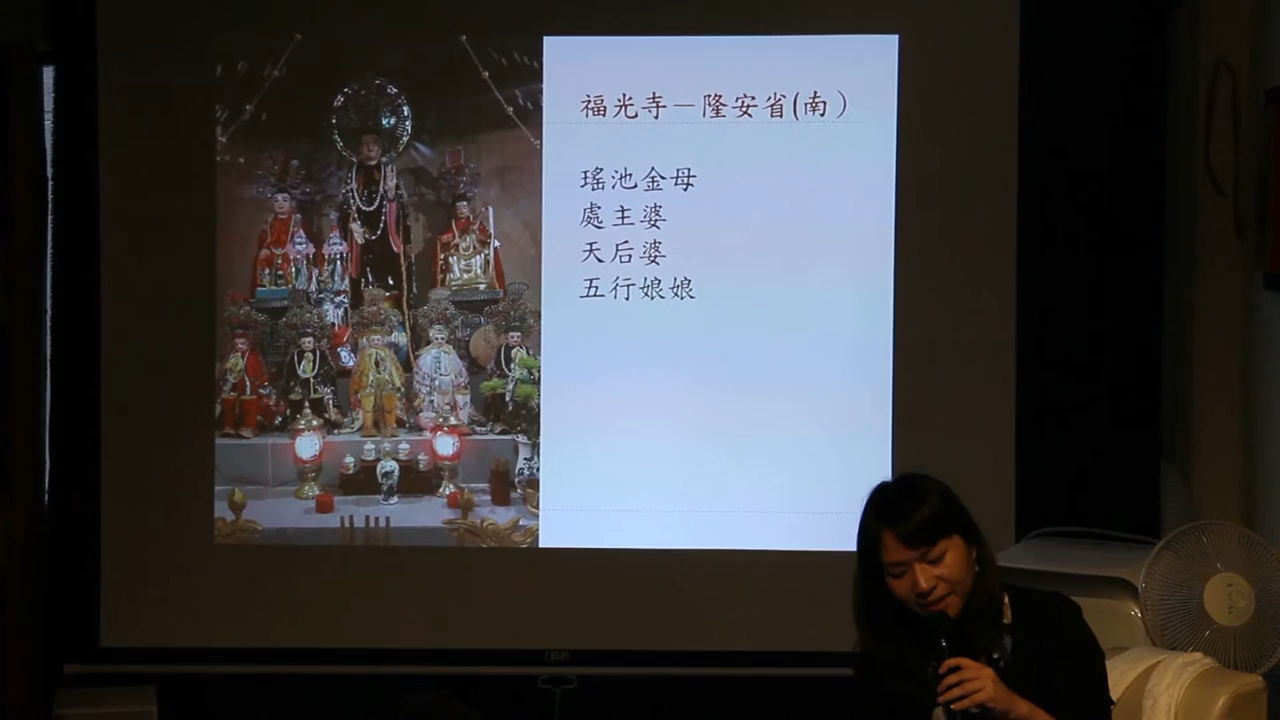 福光寺－隆安省(南）
瑤池金母
處主婆
天后婆
五行娘娘